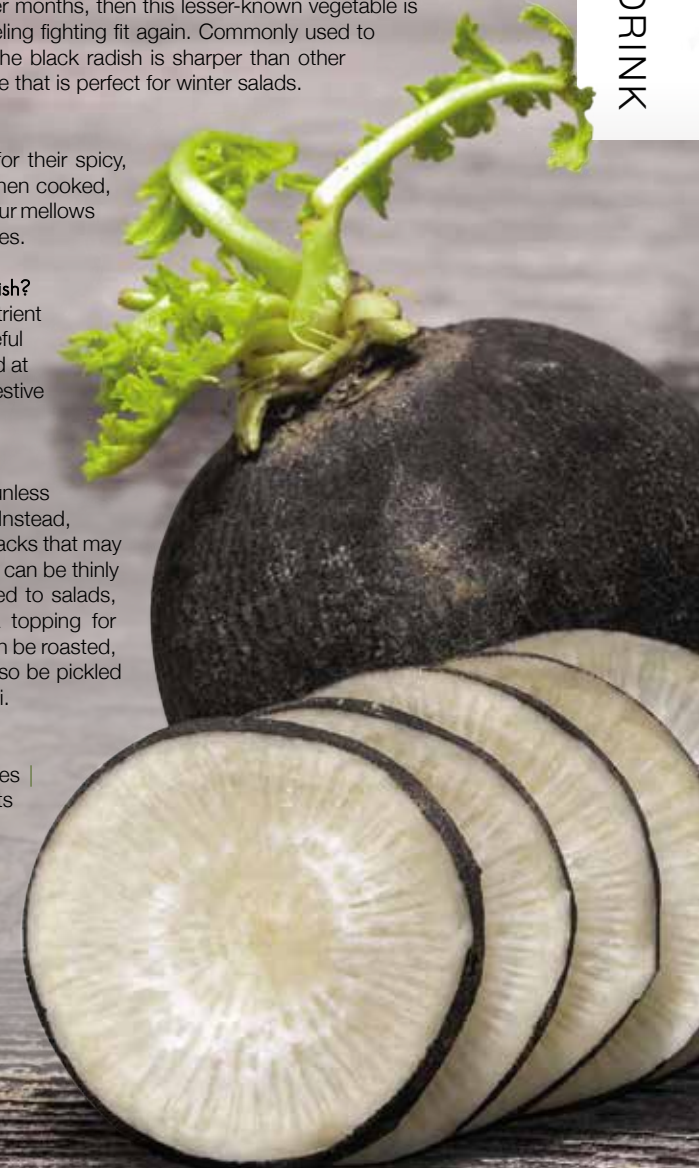 er months, then this lesser-known vegetable is
eling fighting fit again. Commonly used to
he black radish is sharper than other
e that is perfect for winter salads.
for their spicy,
hen cooked,
ur mellows
es.
ish?
trient
ful
d at
estive
unless
Instead,
acks that may
can be thinly
ed to salads,
topping for
n be roasted,
so be pickled
i.
es |
ts
DRINK